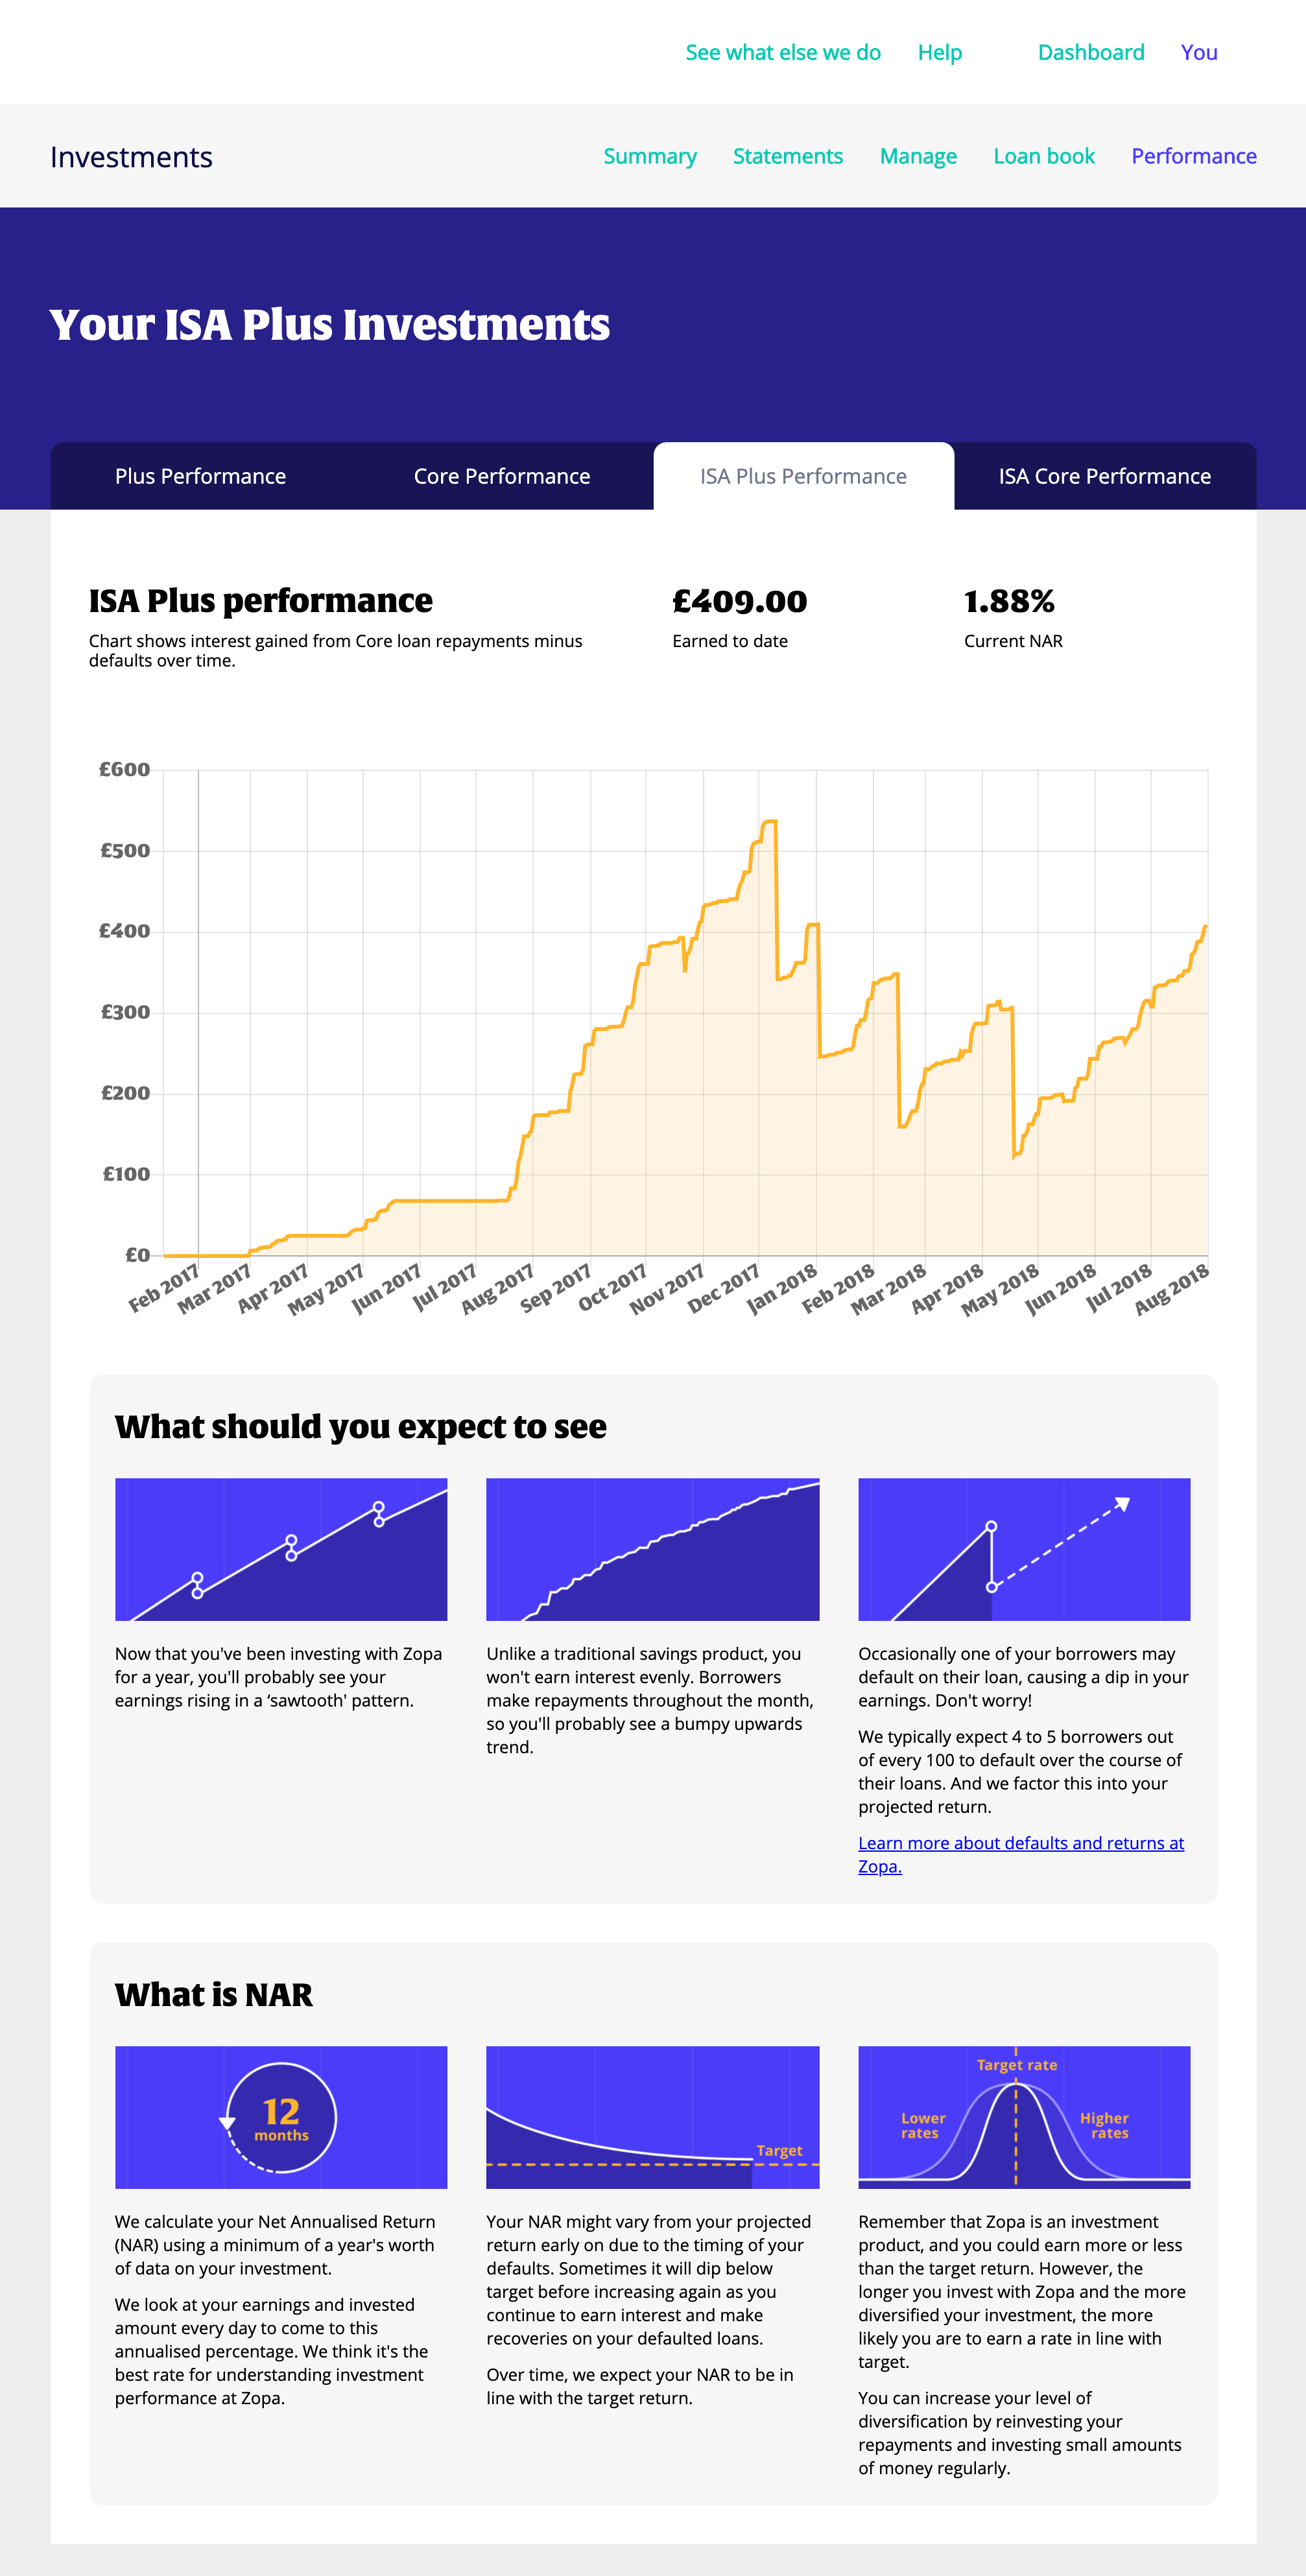 See what else we do Help Dashboard You
Investments Summary Statements Manage Loan book Performance
Your ISA Plus Investments
Plus Performance Core Performance ISA Plus Performance ISA Core Performance
ISA Plus performance £409.00 1.88%
Chart shows interest gained from Core loan repayments minus
defaults over time.
Earned to date Current NAR
£600
£500
£400
£300
£200
£100
£0
Feb 2017 Mar 2017 Apr 2017 May 2017 Jun 2017 Jul 2017 Aug 2017 Sep 2017 Oct 2017 Nov 2017 Dec 2017 Jan 2018 Feb 2018 Mar 2018 Apr 2018 May 2018 Jun 2018 Jul 2018 Aug 2018
What should you expect to see
Now that you've been investing with Zopa
for a year, you'll probably see your
earnings rising in a ‘sawtooth' pattern.
Unlike a traditional savings product, you
won't earn interest evenly. Borrowers
make repayments throughout the month,
so you'll probably see a bumpy upwards
trend.
Occasionally one of your borrowers may
default on their loan, causing a dip in your
earnings. Don't worry!
We typically expect 4 to 5 borrowers out
of every 100 to default over the course of
their loans. And we factor this into your
projected return.
Learn more about defaults and returns at
Zopa.
What is NAR
12
months
Target
Target rate
Lower
rates
Higher
rates
We calculate your Net Annualised Return
(NAR) using a minimum of a year's worth
of data on your investment.
We look at your earnings and invested
amount every day to come to this
annualised percentage. We think it's the
best rate for understanding investment
performance at Zopa.
Your NAR might vary from your projected
return early on due to the timing of your
defaults. Sometimes it will dip below
target before increasing again as you
continue to earn interest and make
recoveries on your defaulted loans.
Over time, we expect your NAR to be in
line with the target return.
Remember that Zopa is an investment
product, and you could earn more or less
than the target return. However, the
longer you invest with Zopa and the more
diversified your investment, the more
likely you are to earn a rate in line with
target.
You can increase your level of
diversification by reinvesting your
repayments and investing small amounts
of money regularly.